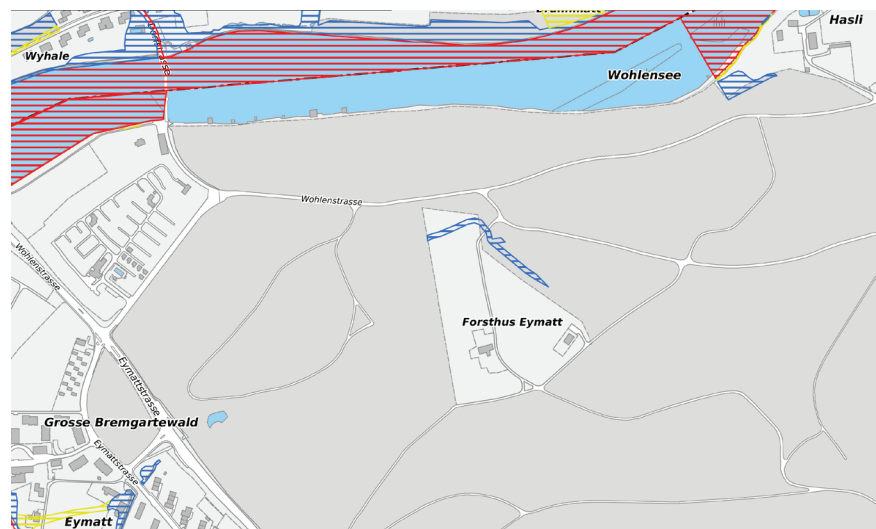 Hasli
Wyhale
Wohlensee
Wohlenstrasse
Wohlenstrasse
Forsthus Eymatt
Eymattstrasse
Grosse Bremgartewald
Eymattstrasse
Eymatt